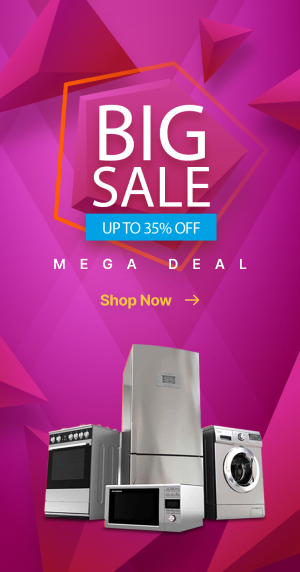 BIG
SALE
UP TO 35% OFF
MEGA DEAL
Shop Now →